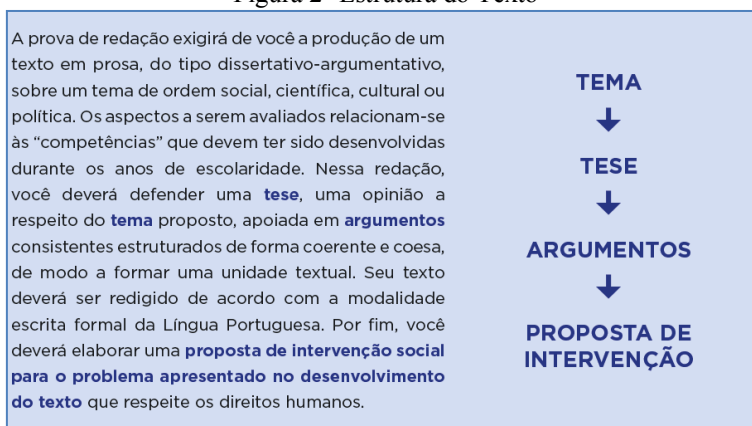 Figura 2- Estrutura do Texto
A prova de redação exigirá de você a produção de um
texto em prosa, do tipo dissertativo-argumentativo,
sobre um tema de ordem social, científica, cultural ou
política. Os aspectos a serem avaliados relacionam-se
às “competências” que devem ter sido desenvolvidas
durante os anos de escolaridade. Nessa redação,
você deverá defender uma tese, uma opinião a
respeito do tema proposto, apoiada em argumentos
consistentes estruturados de forma coerente e coesa,
de modo a formar uma unidade textual. Seu texto
deverá ser redigido de acordo com a modalidade
escrita formal da Língua Portuguesa. Por fim, você
deverá elaborar uma proposta de intervenção social
para o problema apresentado no desenvolvimento
do texto que respeite os direitos humanos.
TEMA
TESE
ARGUMENTOS
PROPOSTA DE
INTERVENÇÃO